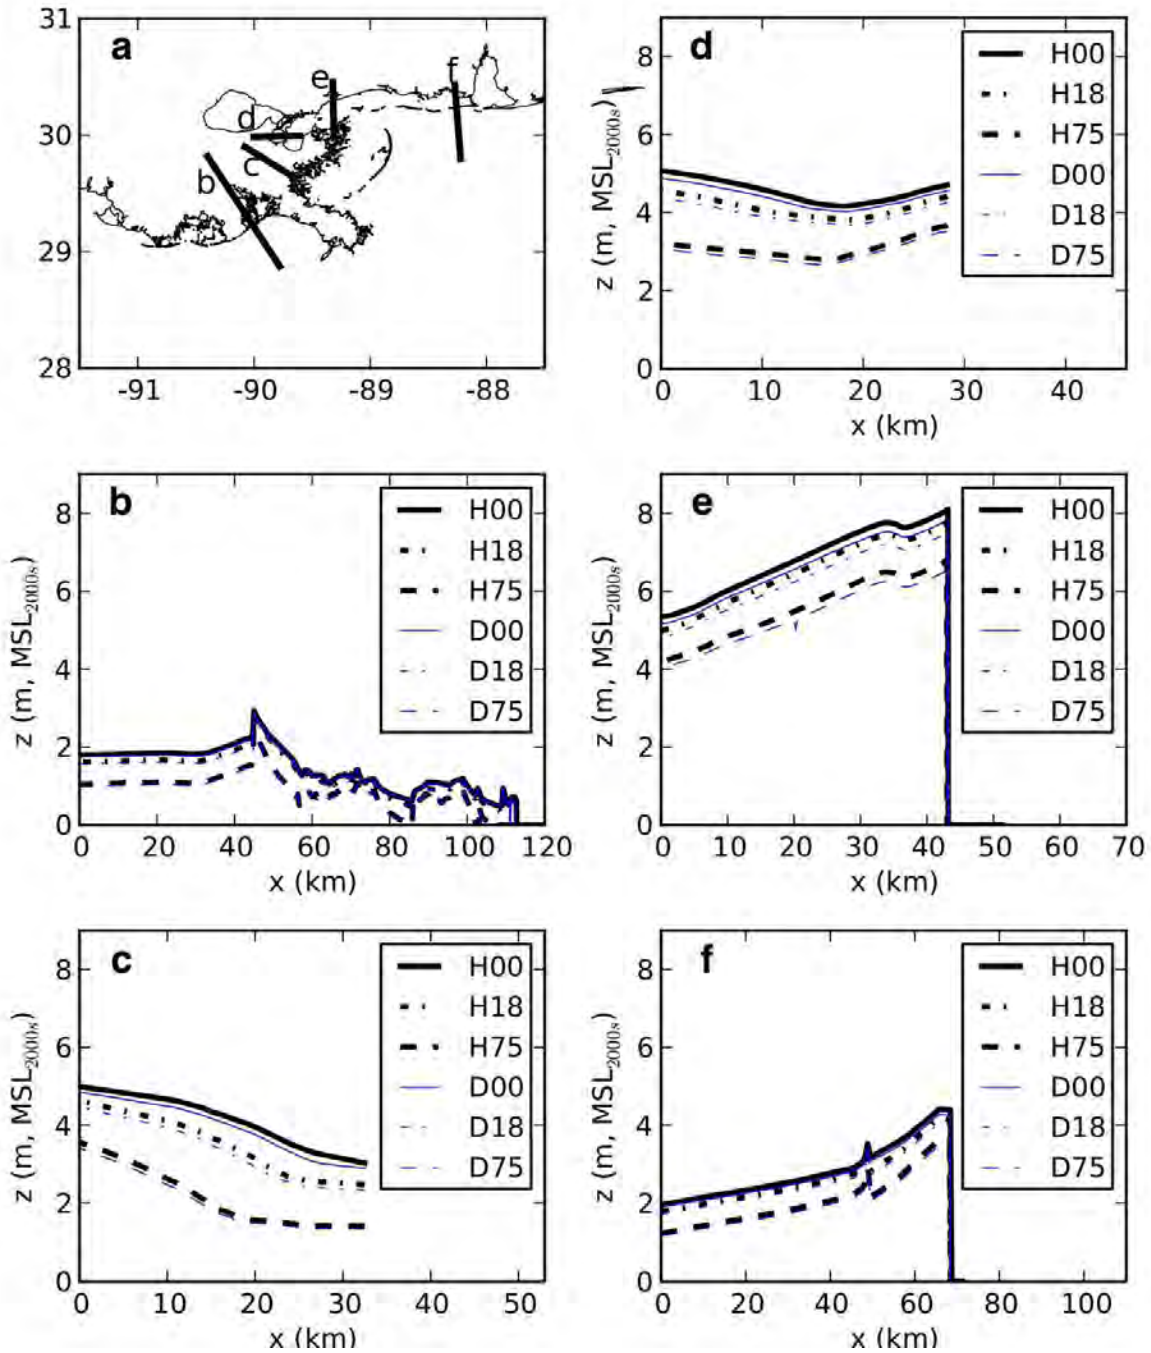 a
31
30
29
28
-91
-90
-89
-88
b
c
d
e
f
d
z (m, MSL2000s)
8
6
4
2
0
0
10
20
30
40
x (km)
H00
H18
H75
D00
D18
D75
b
z (m, MSL2000s)
8
6
4
2
0
0
20
40
60
80
100
120
x (km)
H00
H18
H75
D00
D18
D75
e
z (m, MSL2000s)
8
6
4
2
0
0
10
20
30
40
50
60
70
x (km)
H00
H18
H75
D00
D18
D75
c
z (m, MSL2000s)
8
6
4
2
0
0
10
20
30
40
50
x (km)
H00
H18
H75
D00
D18
D75
f
z (m, MSL2000s)
8
6
4
2
0
0
20
40
60
80
100
x (km)
H00
H18
H75
D00
D18
D75